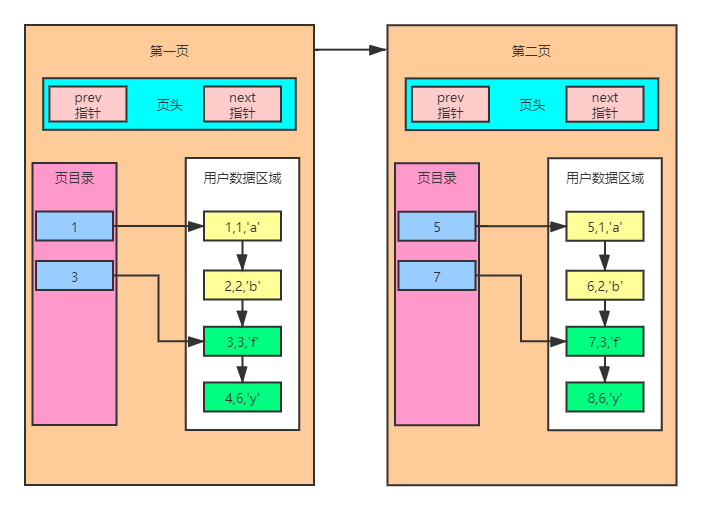 第一页
prev
指针
页头
next
指针
页目录
用户数据区域
1
1,1,'a'
2,2,'b'
3
3,3,'f'
4,6,'y'
第二页
prev
指针
页头
next
指针
页目录
用户数据区域
5
5,1,'a'
6,2,'b'
7
7,3,'f'
8,6,'y'